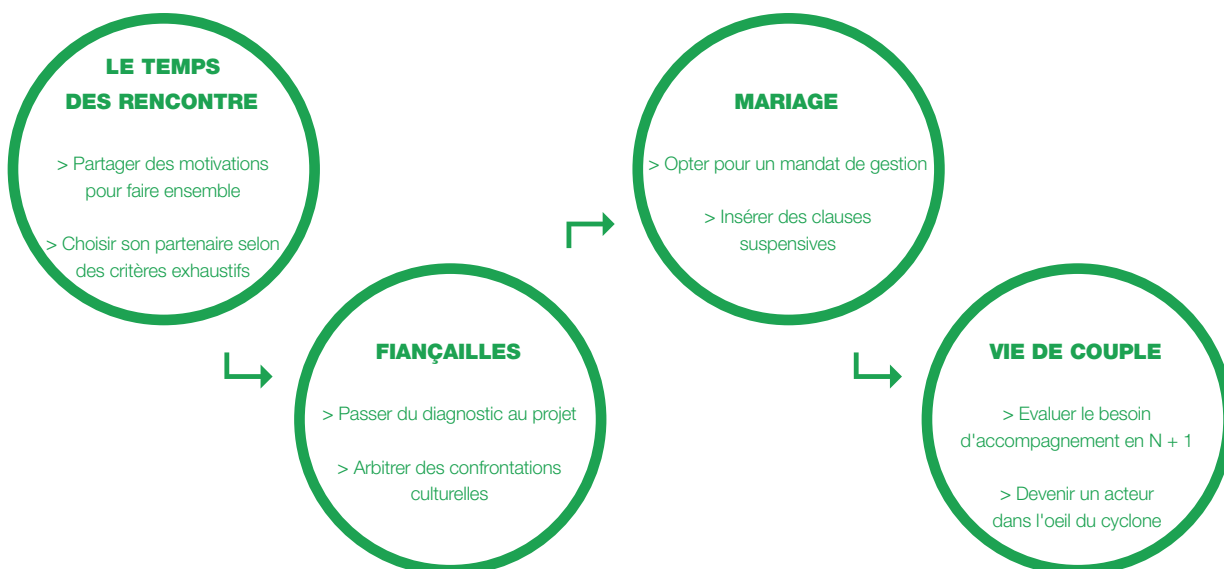 LE TEMPS
DES RENCONTRE
> Partager des motivations
pour faire ensemble
> Choisir son partenaire selon
des critères exhaustifs
FIANÇAILLES
> Passer du diagnostic au projet
> Arbitrer des confrontations
culturelles
MARIAGE
> Opter pour un mandat de gestion
> Insérer des clauses
suspensives
VIE DE COUPLE
> Evaluer le besoin
d'accompagnement en N + 1
> Devenir un acteur
dans l'oeil du cyclone